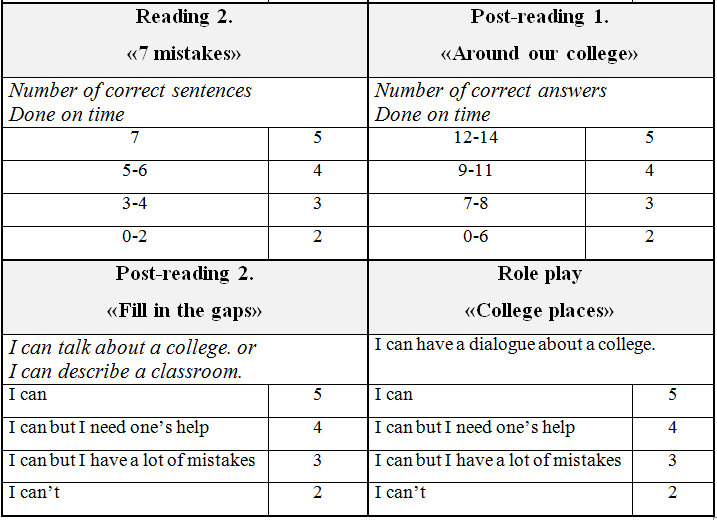 Reading 2.
«7 mistakes»
Number of correct sentences
Done on time
7 5
5-6 4
3-4 3
0-2 2
Post-reading 1.
«Around our college»
Number of correct answers
Done on time
12-14 5
9-11 4
7-8 3
0-6 2
Post-reading 2.
«Fill in the gaps»
I can talk about a college. or
I can describe a classroom.
I can 5
I can but I need one’s help 4
I can but I have a lot of mistakes 3
I can’t 2
Role play
«College places»
I can have a dialogue about a college.
I can 5
I can but I need one’s help 4
I can but I have a lot of mistakes 3
I can’t 2